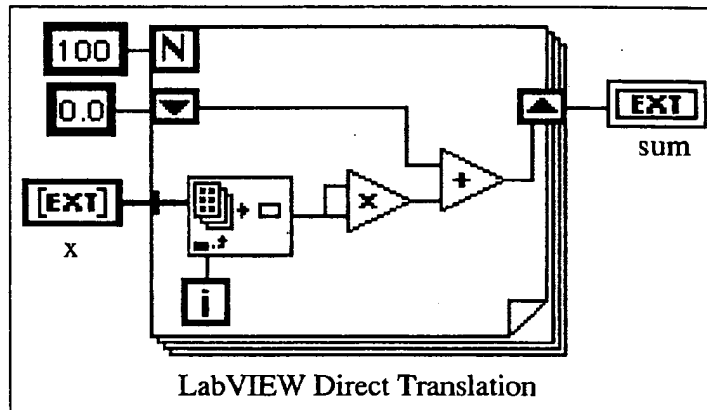 100 N
0.0
EXT
sum
[EXT]
x
+
x
+
i
LabVIEW Direct Translation